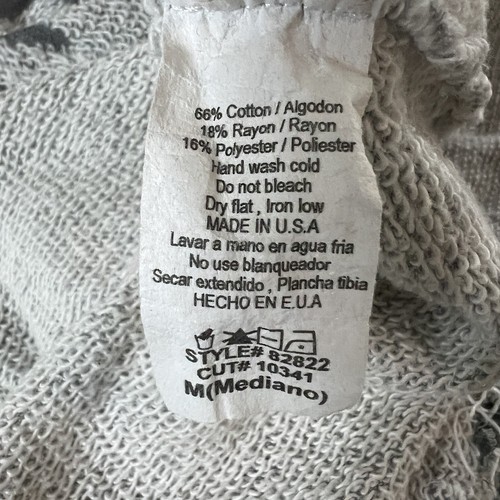 66% Cotton / Algodon
18% Rayon / Rayon
16% Polyester / Poliester
Hand wash cold
Do not bleach
Dry flat , Iron low
MADE IN U.S.A
Lavar a mano en agua fria
No use blanqueador
Secar extendido , Plancha tibia
HECHO EN E.U.A
STYLE# 82822
CUT# 10341
M(Mediano)